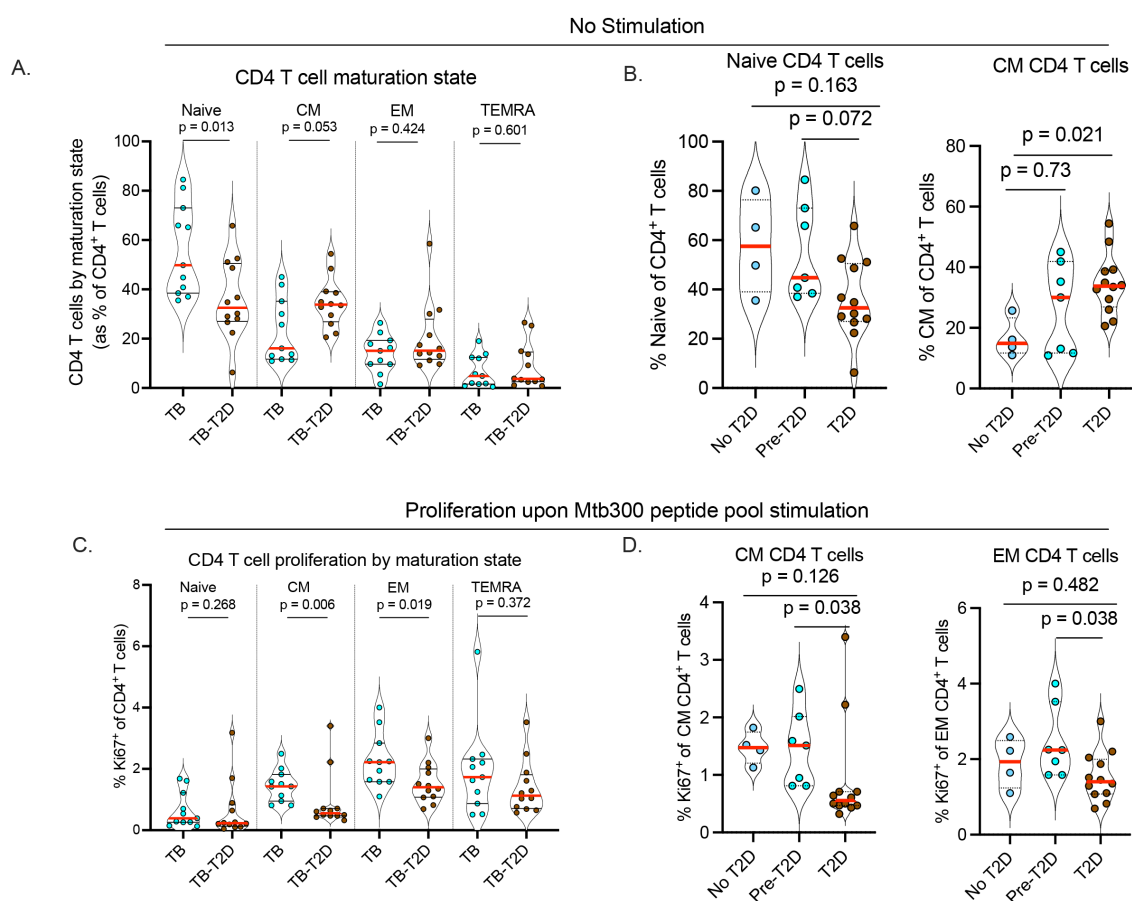 No Stimulation
A.
CD4 T cell maturation state
Naive CM EM TEMRA
p = 0.013 p = 0.053 p = 0.424 p = 0.601
CD4 T cells by maturation state
(as % of CD4+ T cells)
100
80
60
40
20
0
TB TB-T2D TB TB-T2D TB TB-T2D TB TB-T2D
B.
Naive CD4 T cells
p = 0.163
p = 0.072
% Naive of CD4+ T cells
100
80
60
40
20
0
No T2D Pre-T2D T2D
CM CD4 T cells
p = 0.021
p = 0.73
% CM of CD4+ T cells
80
60
40
20
0
No T2D Pre-T2D T2D
Proliferation upon Mtb300 peptide pool stimulation
C.
CD4 T cell proliferation by maturation state
Naive CM EM TEMRA
p = 0.268 p = 0.006 p = 0.019 p = 0.372
% Ki67+ of CD4+ T cells)
8
6
4
2
0
TB TB-T2D TB TB-T2D TB TB-T2D TB TB-T2D
D.
CM CD4 T cells
p = 0.126
p = 0.038
% Ki67+ of CM CD4+ T cells
4
3
2
1
0
No T2D Pre-T2D T2D
EM CD4 T cells
p = 0.482
p = 0.038
% Ki67+ of EM CD4+ T cells
6
4
2
0
No T2D Pre-T2D T2D